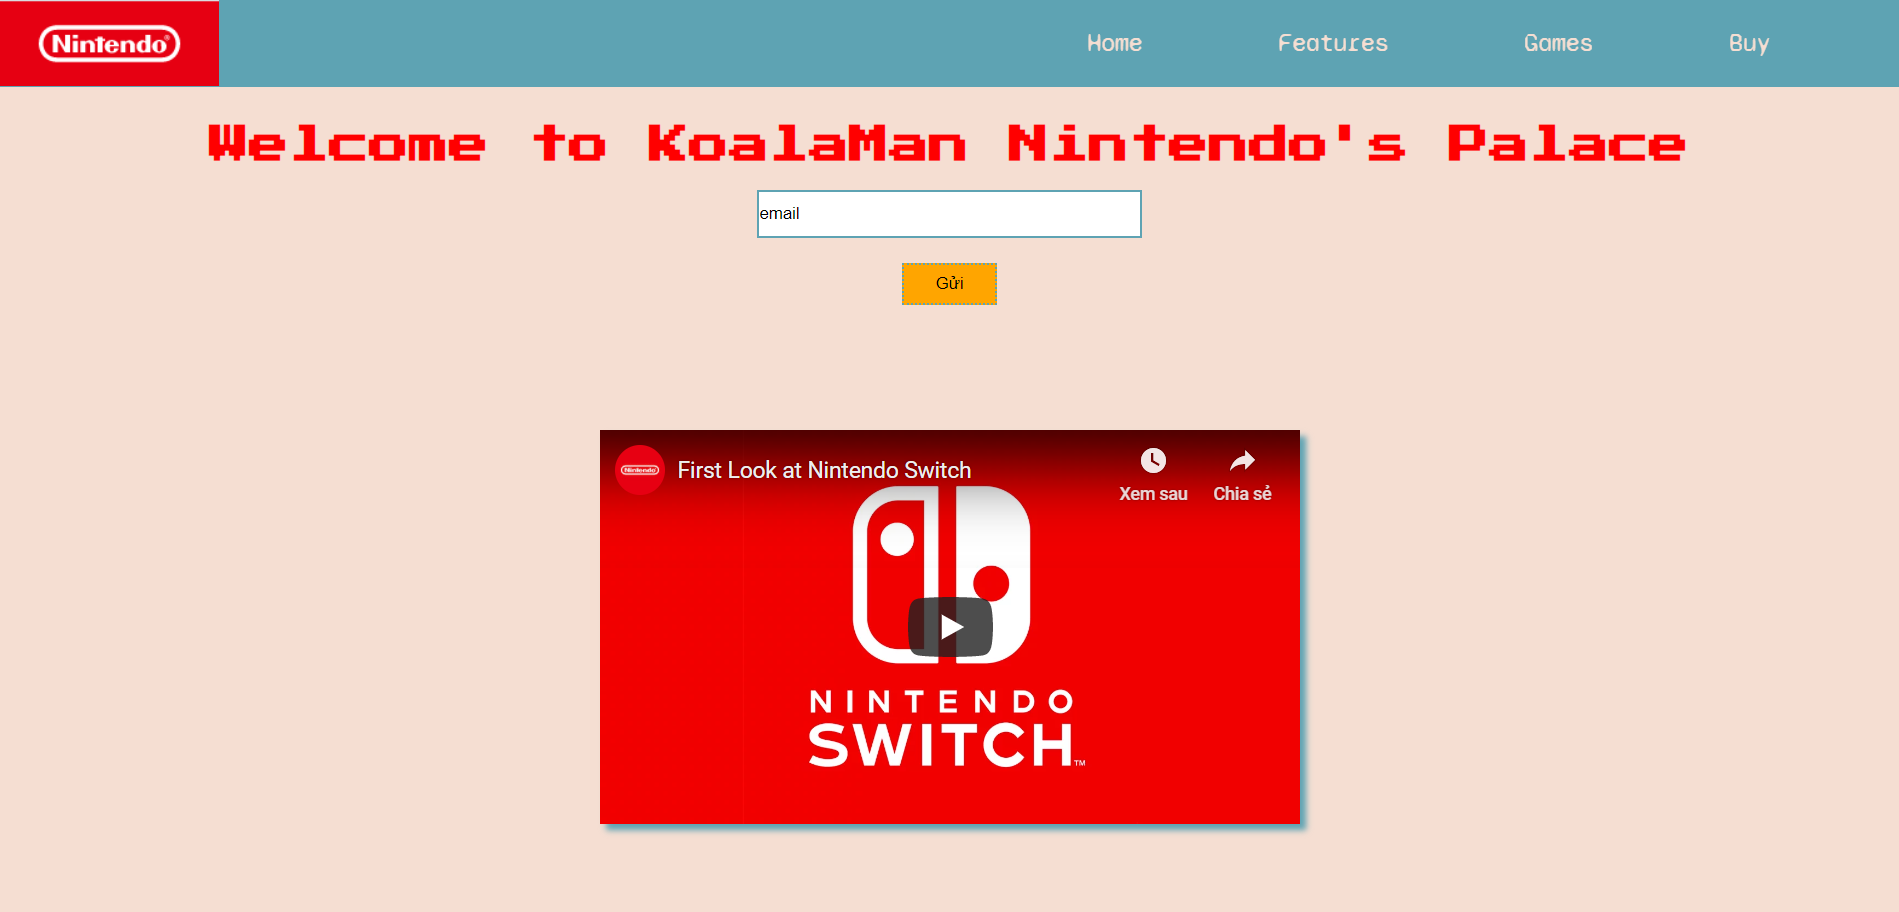 Nintendo®
Home Features Games Buy
Welcome to KoalaMan Nintendo's Palace
email
Gửi
Nintendo
First Look at Nintendo Switch
Xem sau Chia sẻ
NINTENDO
SWITCH™